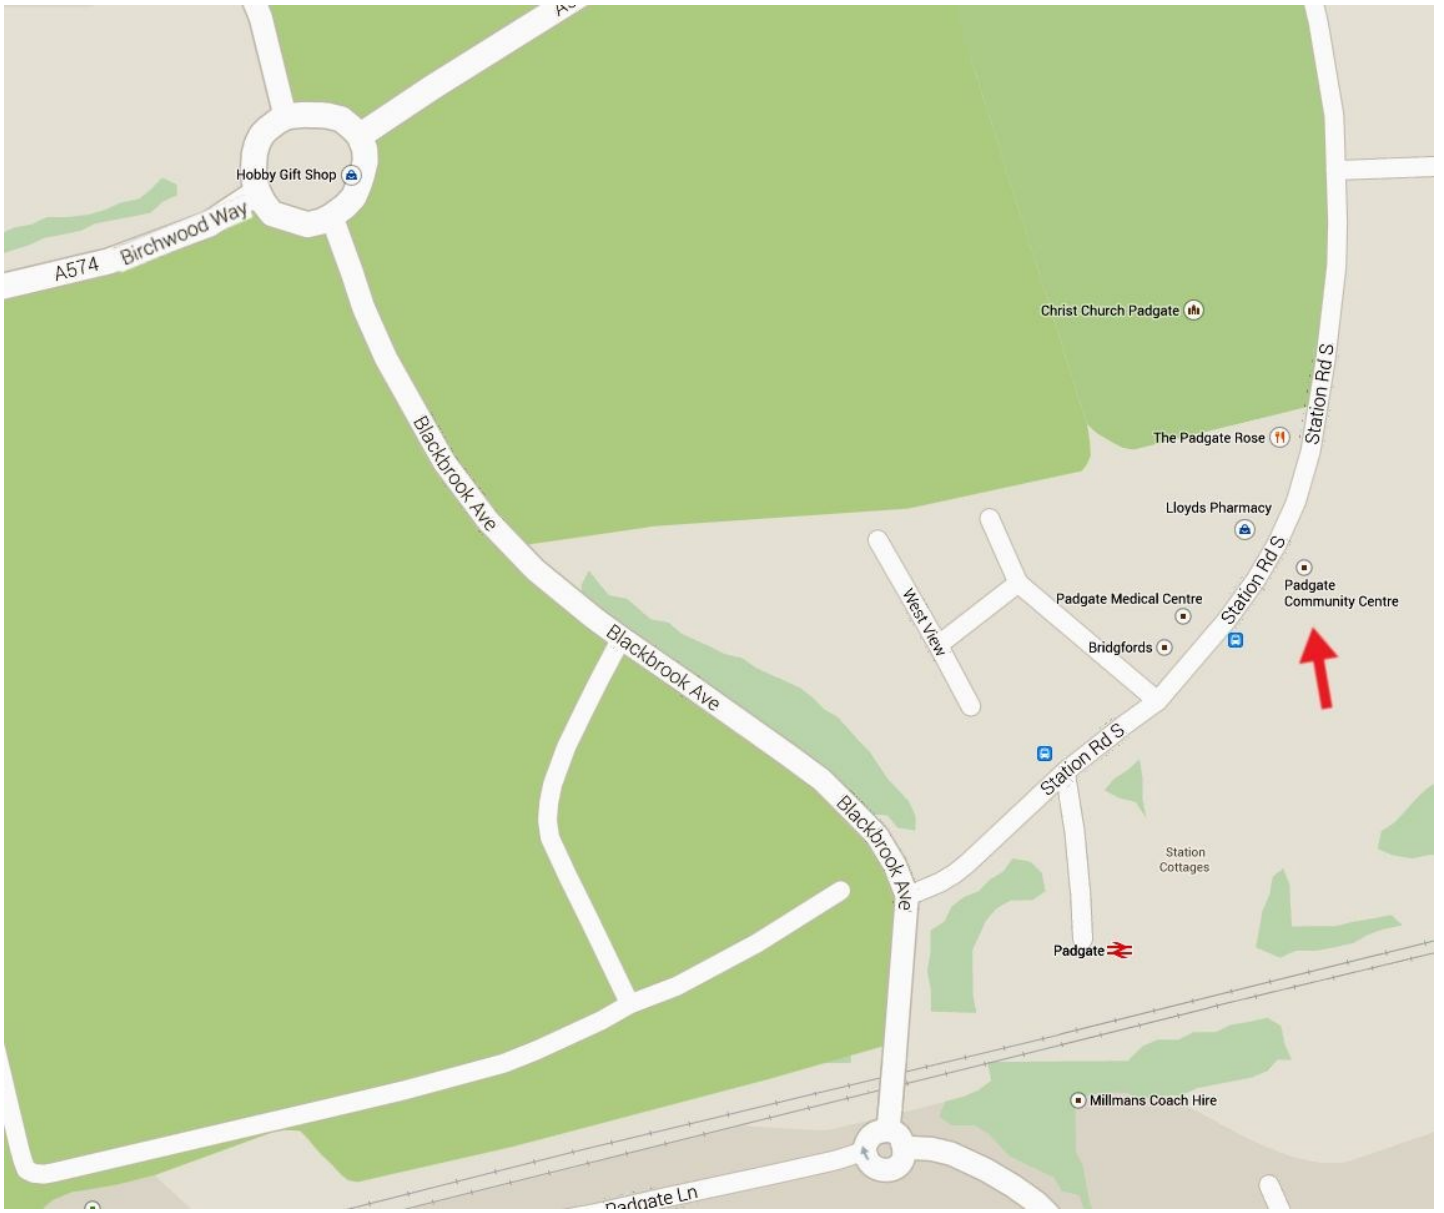 A5
Hobby Gift Shop
Birchwood Way
A574
Christ Church Padgate
Station Rd S
Blackbrook Ave
The Padgate Rose
Lloyds Pharmacy
Station Rd S
Padgate
Community Centre
West View
Padgate Medical Centre
Bridgfords
Blackbrook Ave
Station Rd S
Blackbrook Ave
Station
Cottages
Padgate
Millmans Coach Hire
Padgate Ln